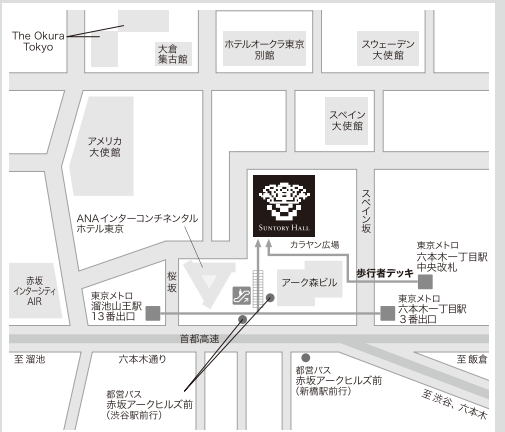 The Okura
Tokyo
大倉
集古館
ホテルオークラ東京
別館
スウェーデン
大使館
スペイン
大使館
アメリカ
大使館
SUNTORY HALL
スペイン坂
ANAインターコンチネンタル
ホテル東京
カラヤン広場
東京メトロ
六本木一丁目駅
中央改札
歩行者デッキ
桜坂
アーク森ビル
赤坂
インターシティ
AIR
東京メトロ
溜池山王駅
13番出口
東京メトロ
六本木一丁目駅
3番出口
首都高速
至 溜池
六本木通り
至 飯倉
都営バス
赤坂アークヒルズ前
(新橋駅前行)
都営バス
赤坂アークヒルズ前
(渋谷駅前行)
至 渋谷、六本木